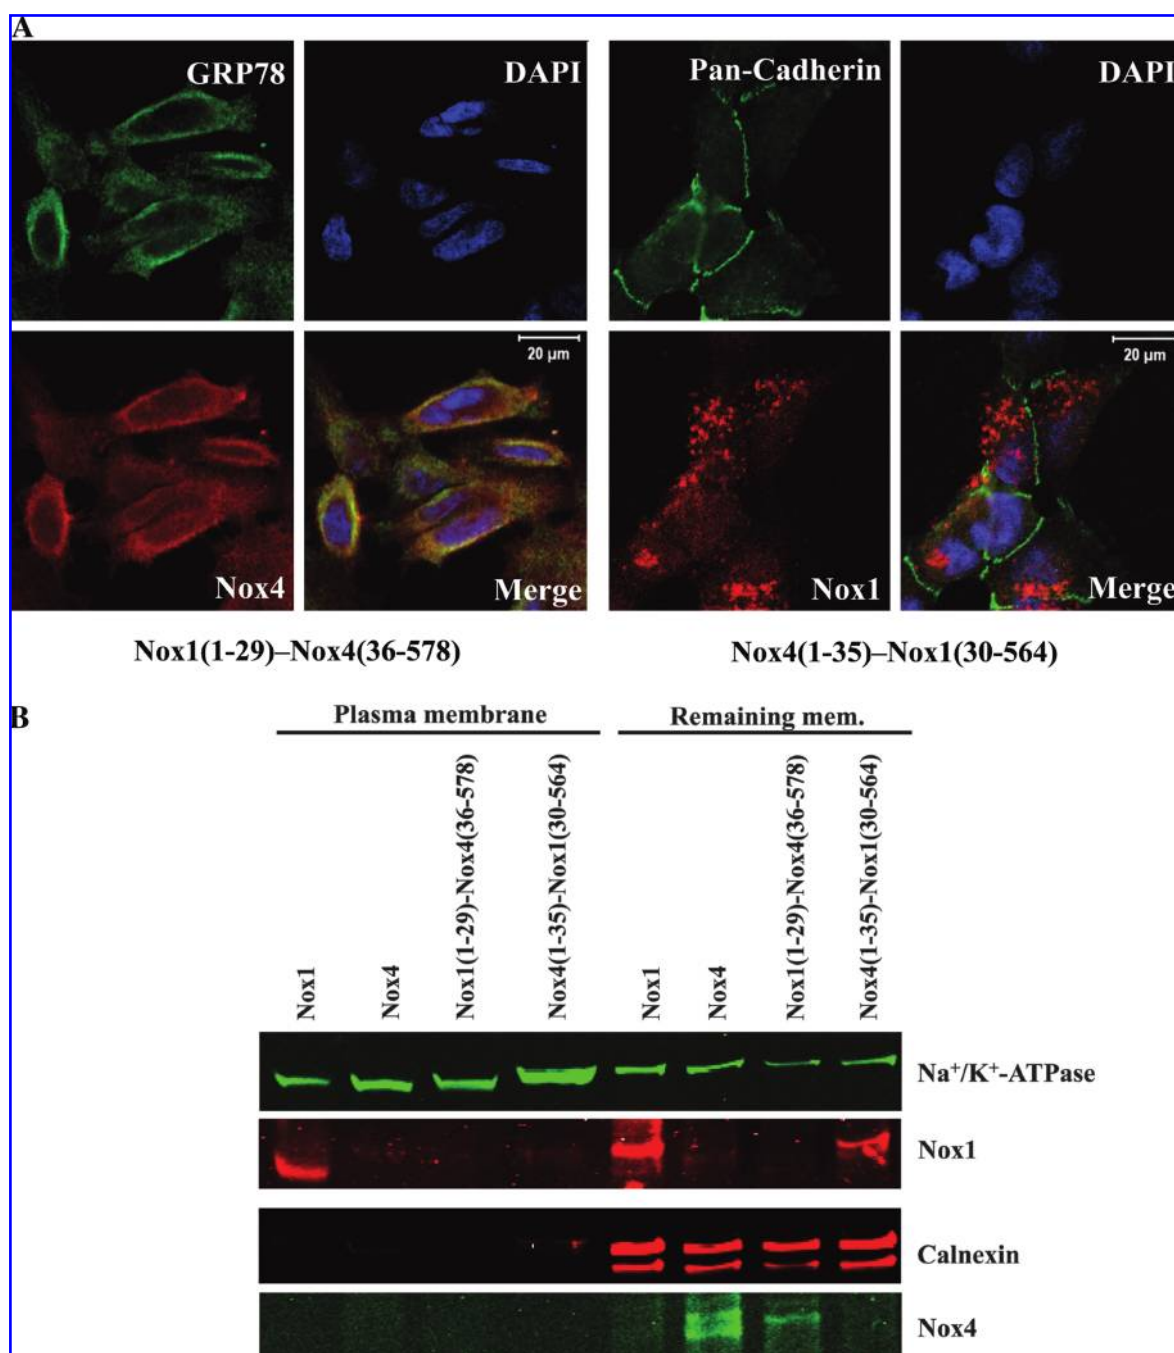 A
GRP78
DAPI
Pan-Cadherin
DAPI
20 µm
20 µm
Nox4
Merge
Nox1
Merge
Nox1(1-29)–Nox4(36-578)
Nox4(1-35)–Nox1(30-564)
B
Plasma membrane
Remaining mem.
Nox1
Nox4
Nox1(1-29)-Nox4(36-578)
Nox4(1-35)-Nox1(30-564)
Nox1
Nox4
Nox1(1-29)-Nox4(36-578)
Nox4(1-35)-Nox1(30-564)
Na⁺/K⁺-ATPase
Nox1
Calnexin
Nox4